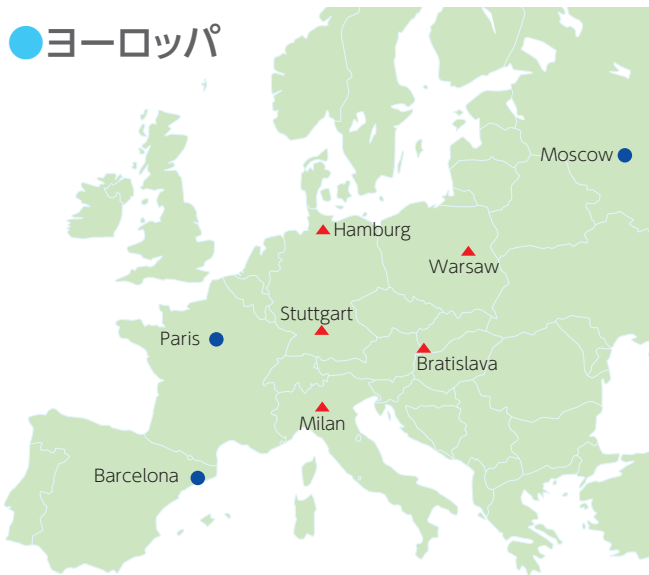 ●ヨーロッパ
Moscow
Hamburg
Warsaw
Stuttgart
Paris
Bratislava
Milan
Barcelona